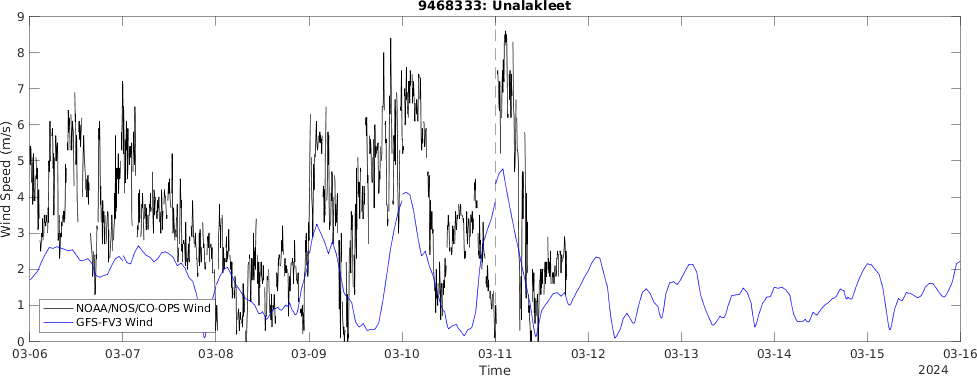 9468333: Unalakleet
9
8
7
6
5
4
3
2
1
0
Wind Speed (m/s)
NOAA/NOS/CO-OPS Wind
GFS-FV3 Wind
03-06 03-07 03-08 03-09 03-10 03-11 03-12 03-13 03-14 03-15 03-16
Time
2024